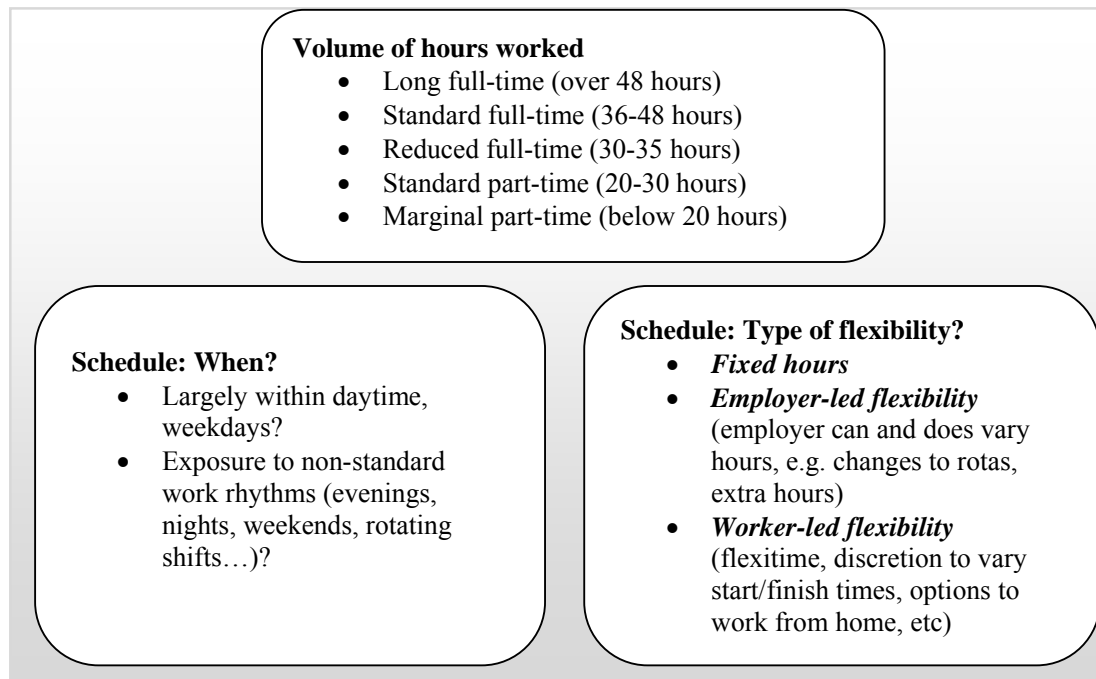 Volume of hours worked
• Long full-time (over 48 hours)
• Standard full-time (36-48 hours)
• Reduced full-time (30-35 hours)
• Standard part-time (20-30 hours)
• Marginal part-time (below 20 hours)
Schedule: When?
• Largely within daytime,
weekdays?
• Exposure to non-standard
work rhythms (evenings,
nights, weekends, rotating
shifts…)?
Schedule: Type of flexibility?
• Fixed hours
• Employer-led flexibility
(employer can and does vary
hours, e.g. changes to rotas,
extra hours)
• Worker-led flexibility
(flexitime, discretion to vary
start/finish times, options to
work from home, etc)